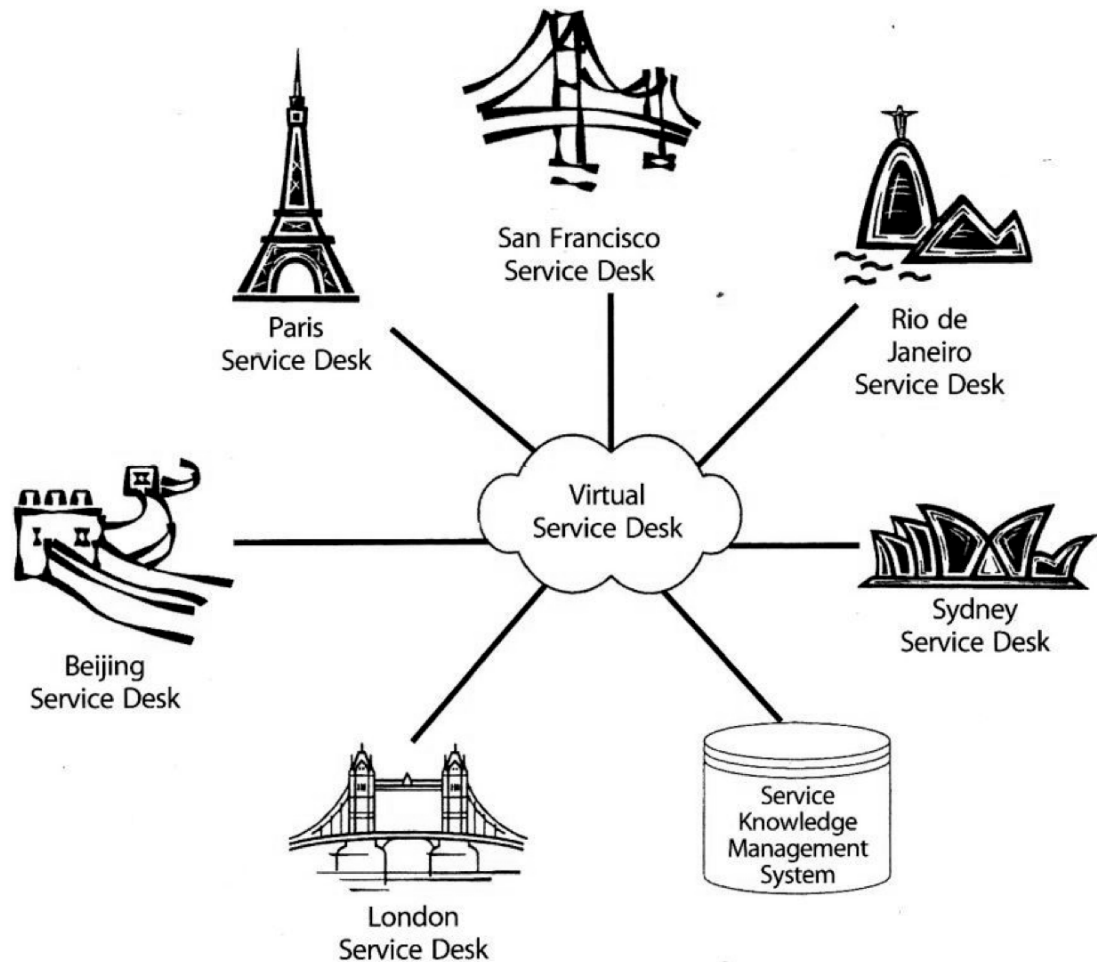 San Francisco
Service Desk
Paris
Service Desk
Rio de
Janeiro
Service Desk
Virtual
Service Desk
Sydney
Service Desk
Beijing
Service Desk
Service
Knowledge
Management
System
London
Service Desk